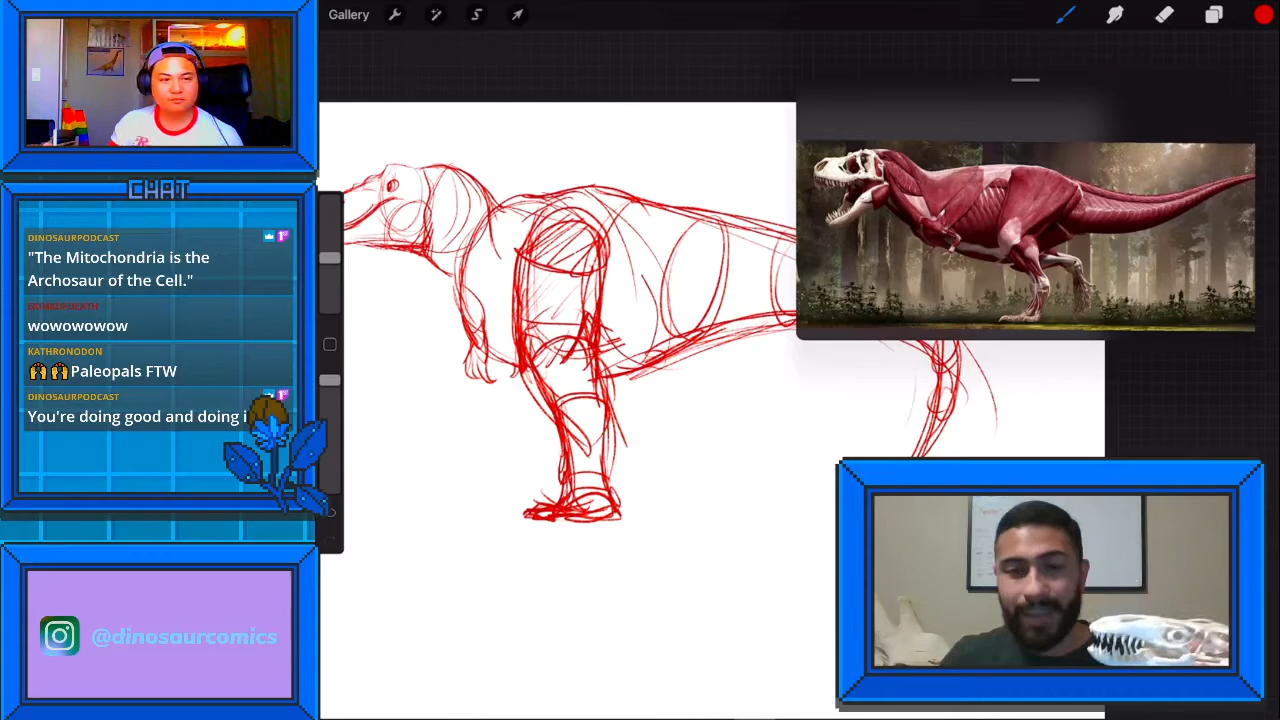 Gallery
CHAT
DINOSAURPODCAST
"The Mitochondria is the
Archosaur of the Cell."
wowowowow
KATHRONODON
🙌🙌Paleopals FTW
DINOSAURPODCAST
You're doing good and doing i
@dinosaurcomics